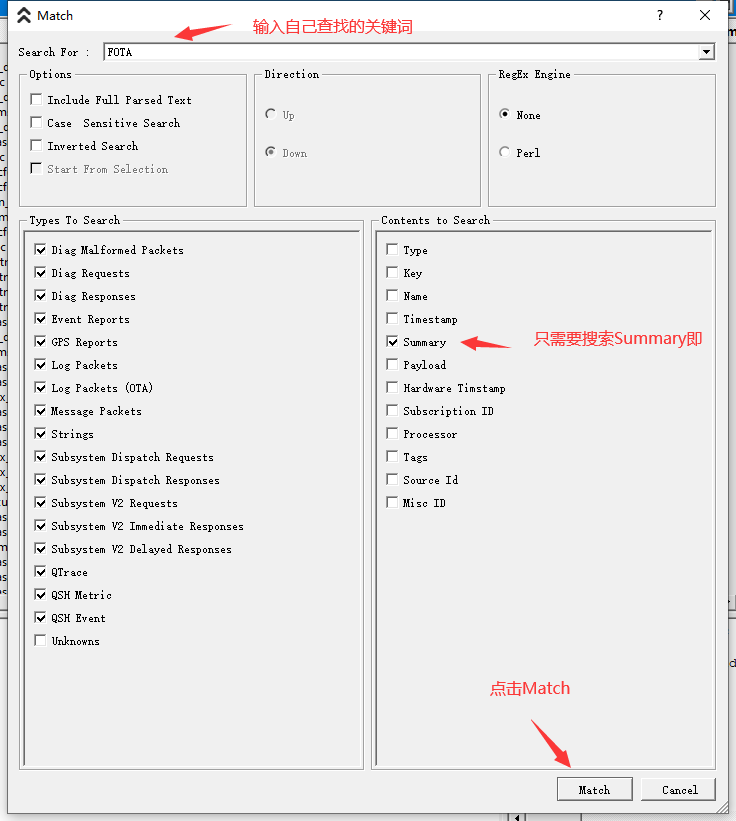 Match
输入自己查找的关键词
Search For :
FOTA
Options
Include Full Parsed Text
Case Sensitive Search
Inverted Search
Start From Selection
Direction
Up
Down
RegEx Engine
None
Perl
Types To Search
Diag Malformed Packets
Diag Requests
Diag Responses
Event Reports
GPS Reports
Log Packets
Log Packets (OTA)
Message Packets
Strings
Subsystem Dispatch Requests
Subsystem Dispatch Responses
Subsystem V2 Requests
Subsystem V2 Immediate Responses
Subsystem V2 Delayed Responses
QTrace
QSH Metric
QSH Event
Unknowns
Contents to Search
Type
Key
Name
Timestamp
Summary
只需要搜索Summary即
Payload
Hardware Timstamp
Subscription ID
Processor
Tags
Source Id
Misc ID
点击Match
Match
Cancel